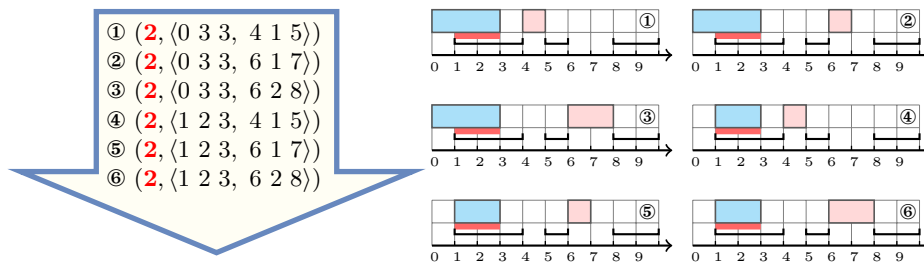 ① (2, ⟨0 3 3, 4 1 5⟩)
② (2, ⟨0 3 3, 6 1 7⟩)
③ (2, ⟨0 3 3, 6 2 8⟩)
④ (2, ⟨1 2 3, 4 1 5⟩)
⑤ (2, ⟨1 2 3, 6 1 7⟩)
⑥ (2, ⟨1 2 3, 6 2 8⟩)
①
0 1 2 3 4 5 6 7 8 9
②
0 1 2 3 4 5 6 7 8 9
③
0 1 2 3 4 5 6 7 8 9
④
0 1 2 3 4 5 6 7 8 9
⑤
0 1 2 3 4 5 6 7 8 9
⑥
0 1 2 3 4 5 6 7 8 9